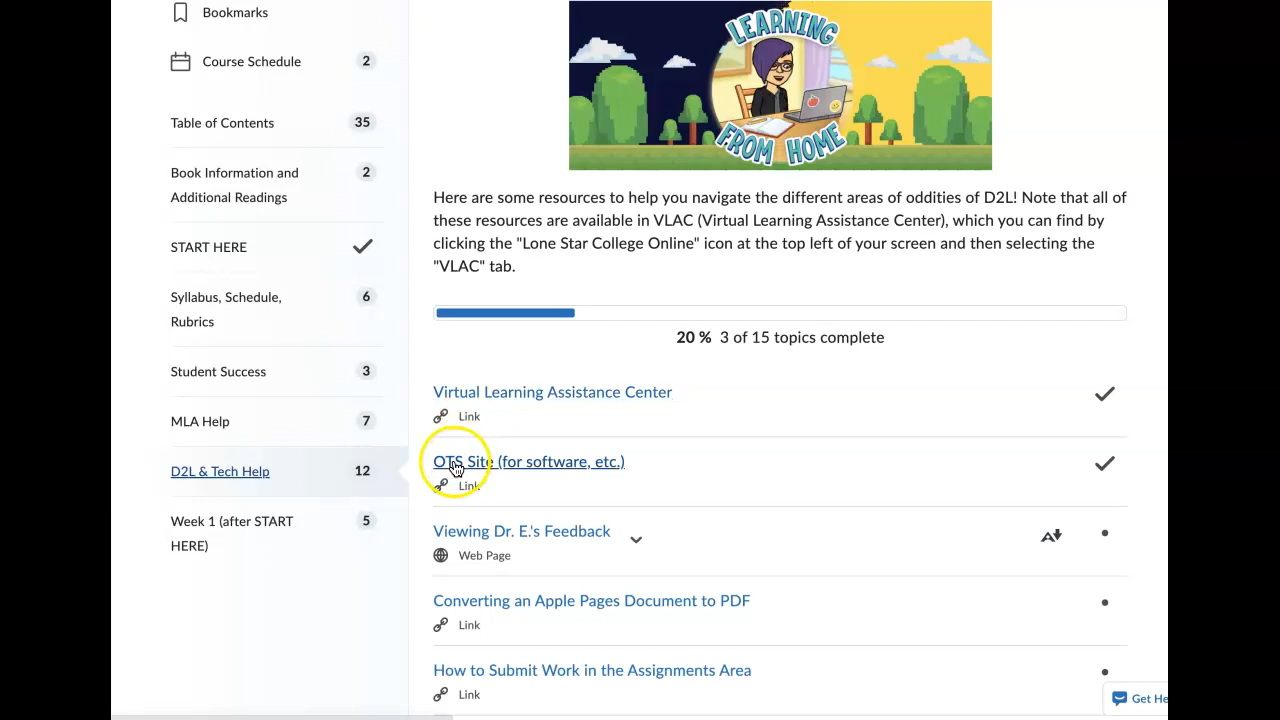 Bookmarks
Course Schedule 2
Table of Contents 35
Book Information and
Additional Readings
2
START HERE
Syllabus, Schedule,
Rubrics
6
Student Success 3
MLA Help 7
D2L & Tech Help 12
Week 1 (after START
HERE)
5
LEARNING
FROM HOME
Here are some resources to help you navigate the different areas of oddities of D2L! Note that all of
these resources are available in VLAC (Virtual Learning Assistance Center), which you can find by
clicking the "Lone Star College Online" icon at the top left of your screen and then selecting the
"VLAC" tab.
20 % 3 of 15 topics complete
Virtual Learning Assistance Center
Link
OTS Site (for software, etc.)
Link
Viewing Dr. E.'s Feedback
Web Page
Converting an Apple Pages Document to PDF
Link
How to Submit Work in the Assignments Area
Link
Get He